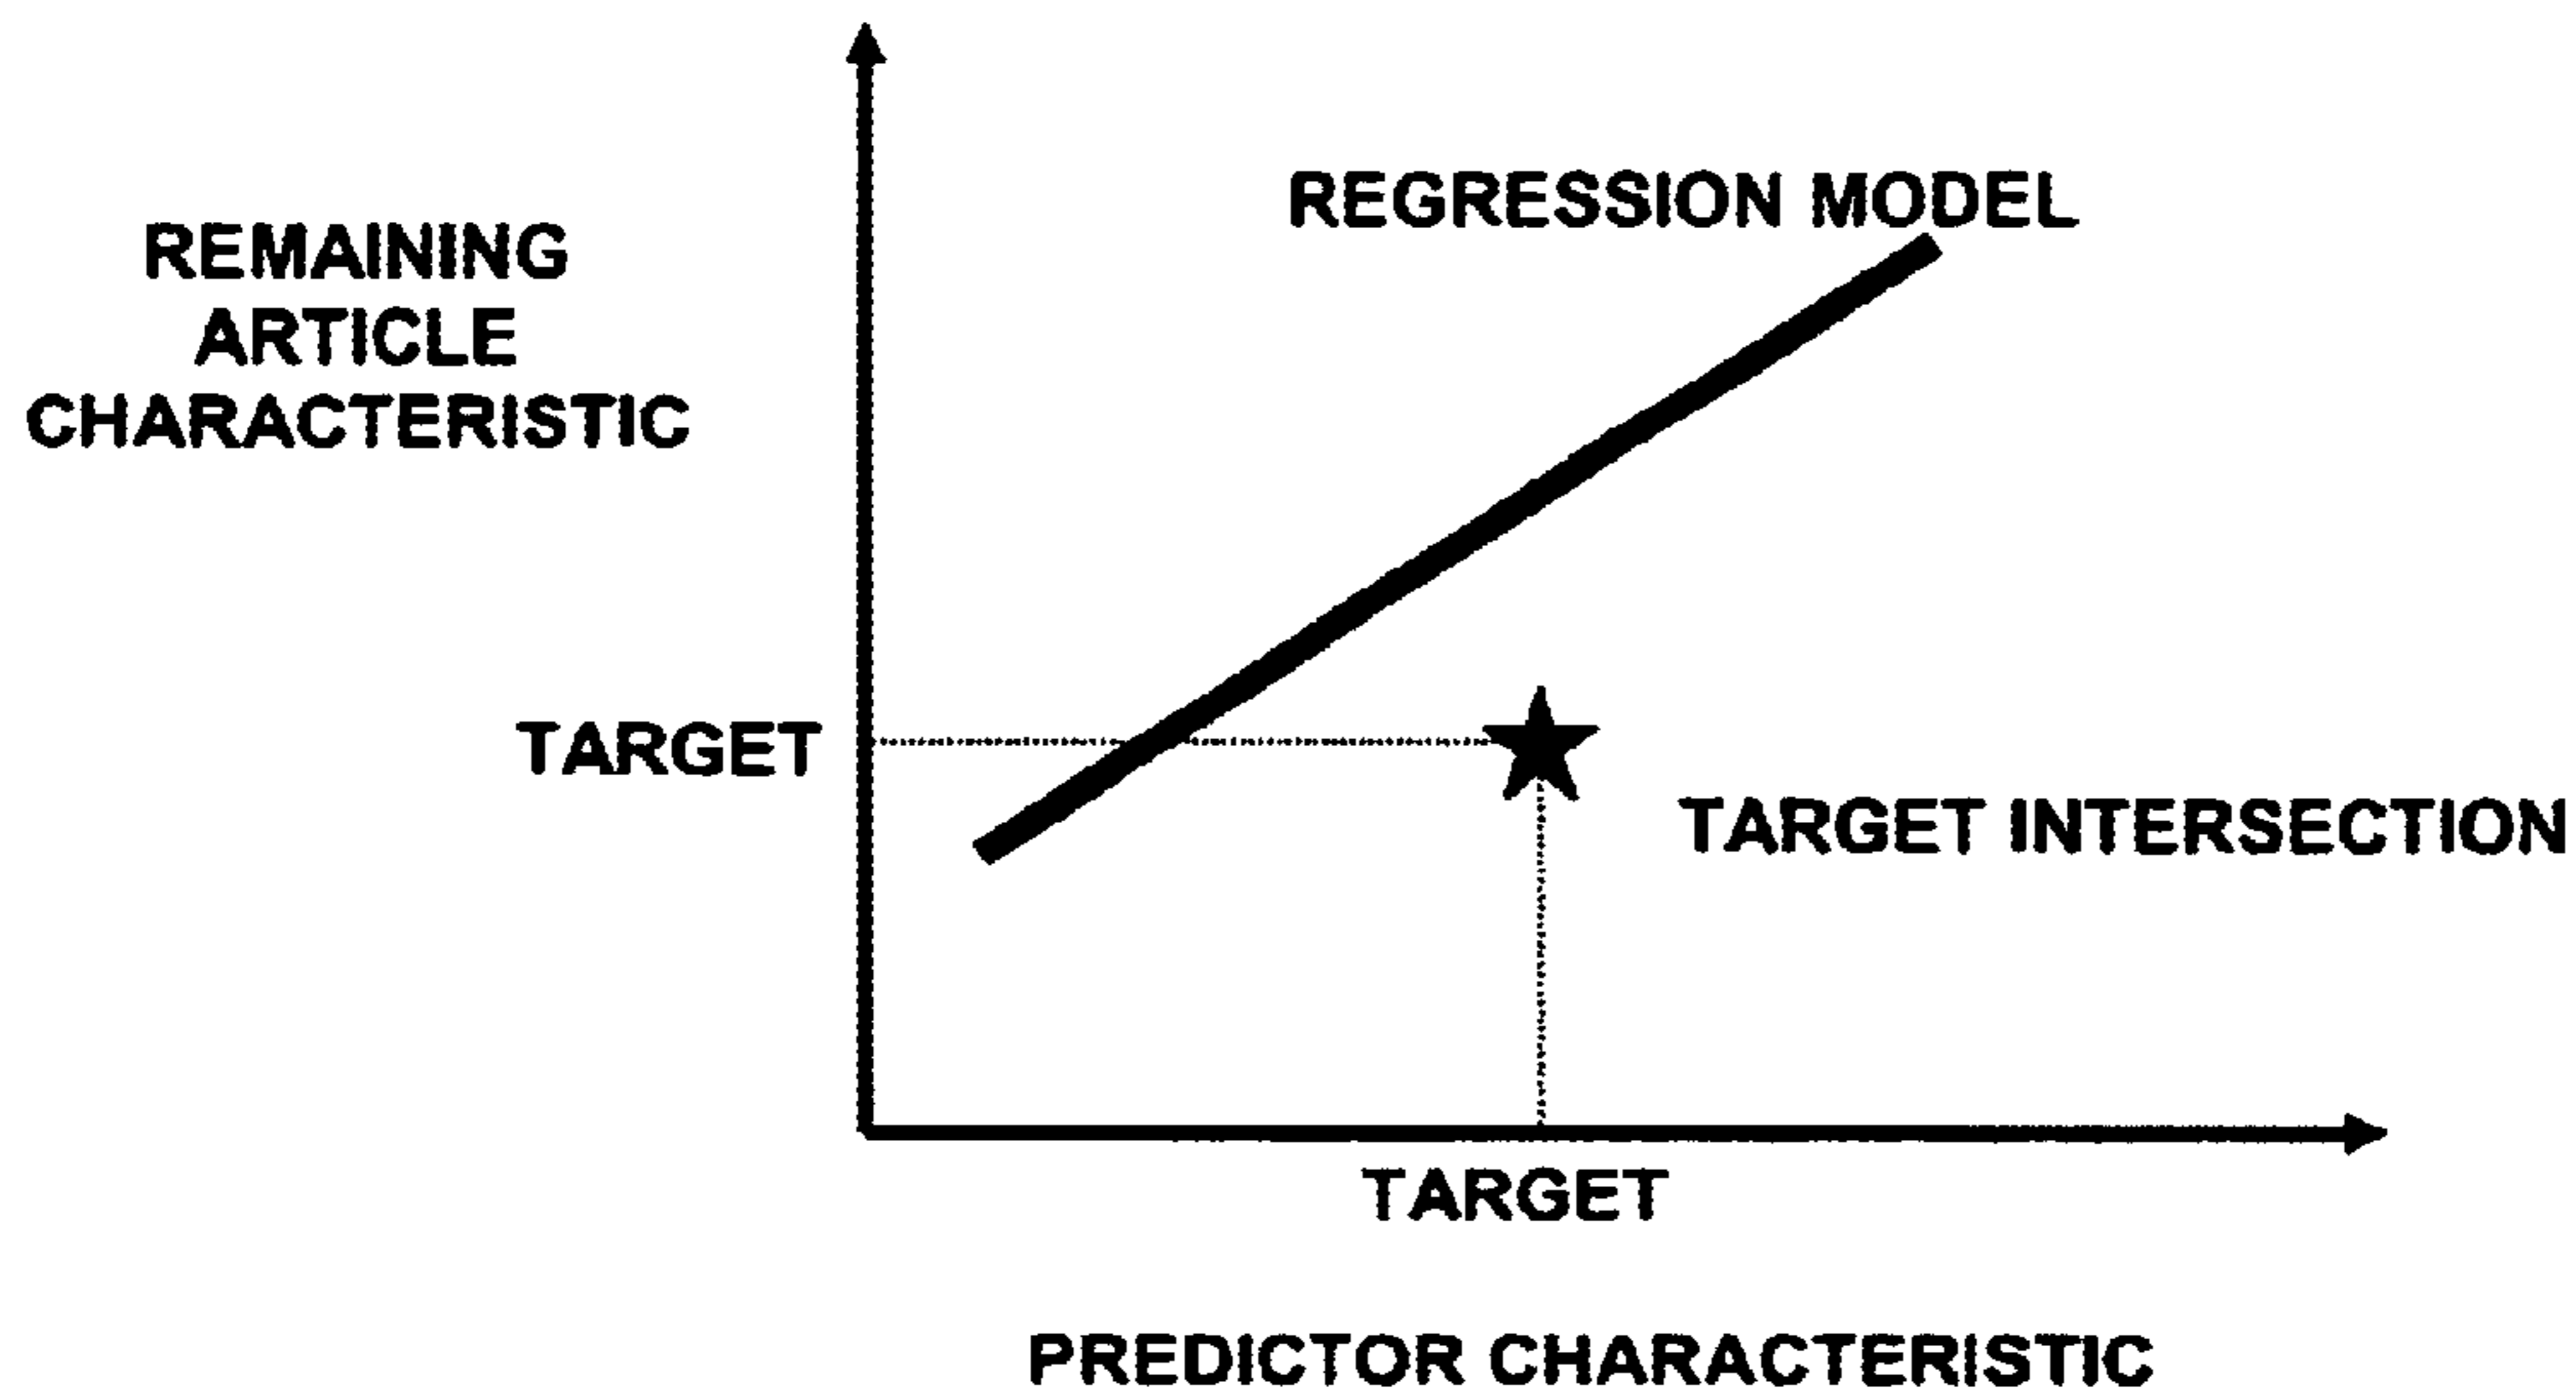 REGRESSION MODEL
REMAINING
ARTICLE
CHARACTERISTIC
TARGET
TARGET INTERSECTION
TARGET
PREDICTOR CHARACTERISTIC